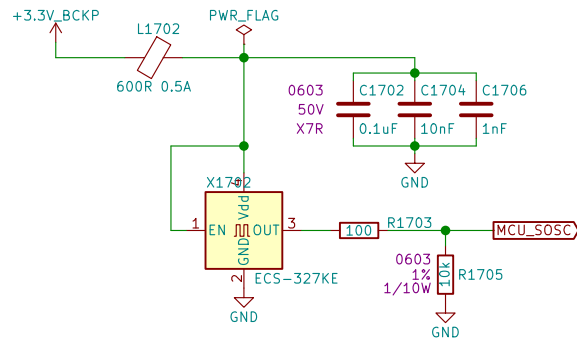 +3.3V_BCKP
PWR_FLAG
L1702
600R 0.5A
0603
50V
X7R
C1702
0.1uF
C1704
10nF
C1706
1nF
GND
X1702
4
Vdd
1
EN
OUT
3
GND
2
ECS-327KE
GND
100
R1703
MCU_SOSC
0603
1%
1/10W
10k
R1705
GND